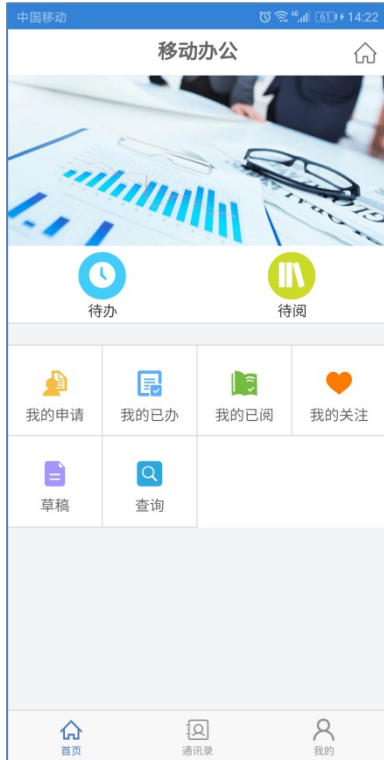 中国移动 46 61 14:22
移动办公
待办 待阅
我的申请 我的已办 我的已阅 我的关注
草稿 查询
首页 通讯录 我的